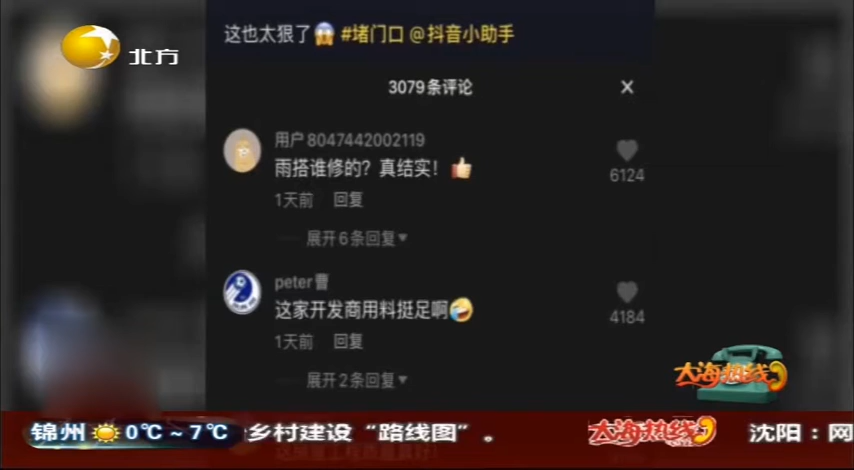 这也太狠了😱 #堵门口 @抖音小助手
北方
3079条评论
用户8047442002119
雨搭谁修的？真结实！👍
6124
1天前 回复
展开6条回复
peter曹
这家开发商用料挺足啊🤣
4184
1天前 回复
展开2条回复
大海热线
锦州 0℃~7℃ 乡村建设“路线图”。 大海热线 沈阳：网